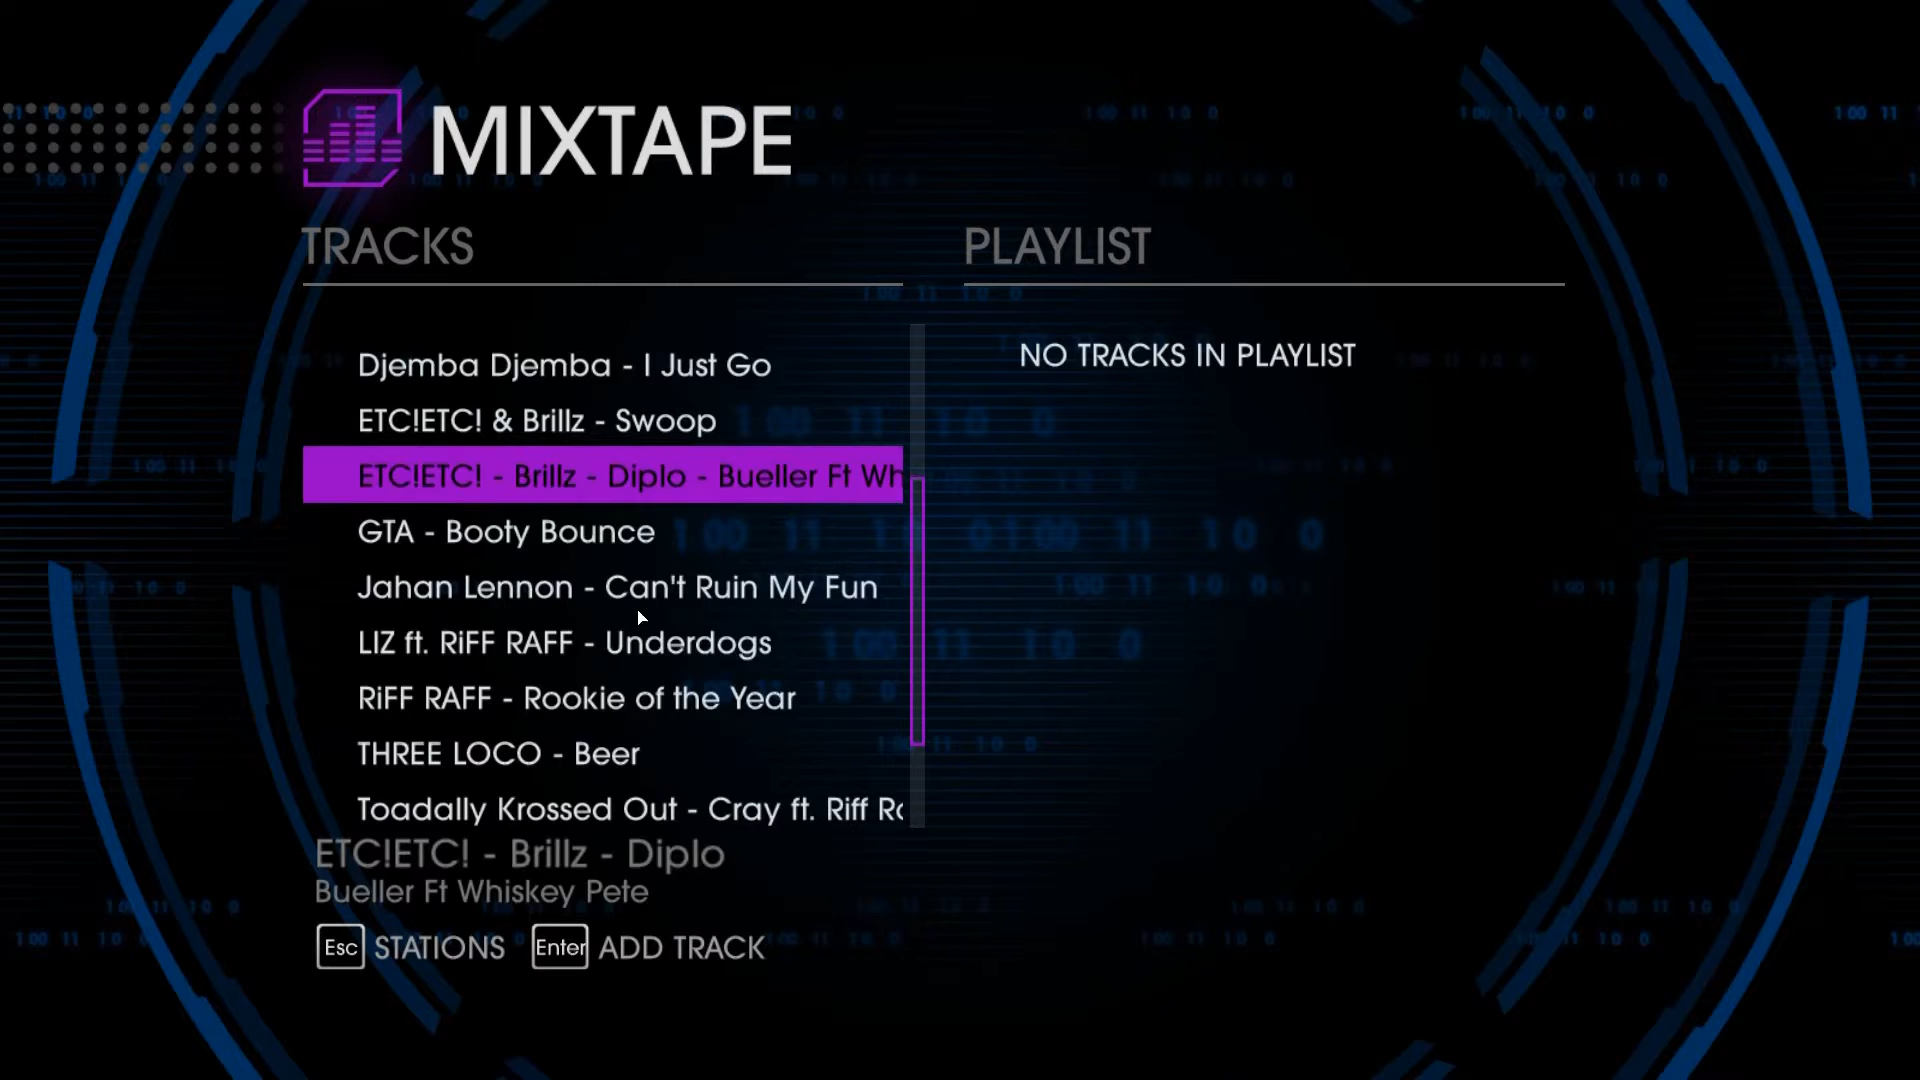 MIXTAPE
TRACKS
PLAYLIST
Djemba Djemba - I Just Go
ETC!ETC! & Brillz - Swoop
ETC!ETC! - Brillz - Diplo - Bueller Ft Wh
GTA - Booty Bounce
Jahan Lennon - Can't Ruin My Fun
LIZ ft. RiFF RAFF - Underdogs
RiFF RAFF - Rookie of the Year
THREE LOCO - Beer
Toadally Krossed Out - Cray ft. Riff Ra
NO TRACKS IN PLAYLIST
ETC!ETC! - Brillz - Diplo
Bueller Ft Whiskey Pete
Esc STATIONS Enter ADD TRACK